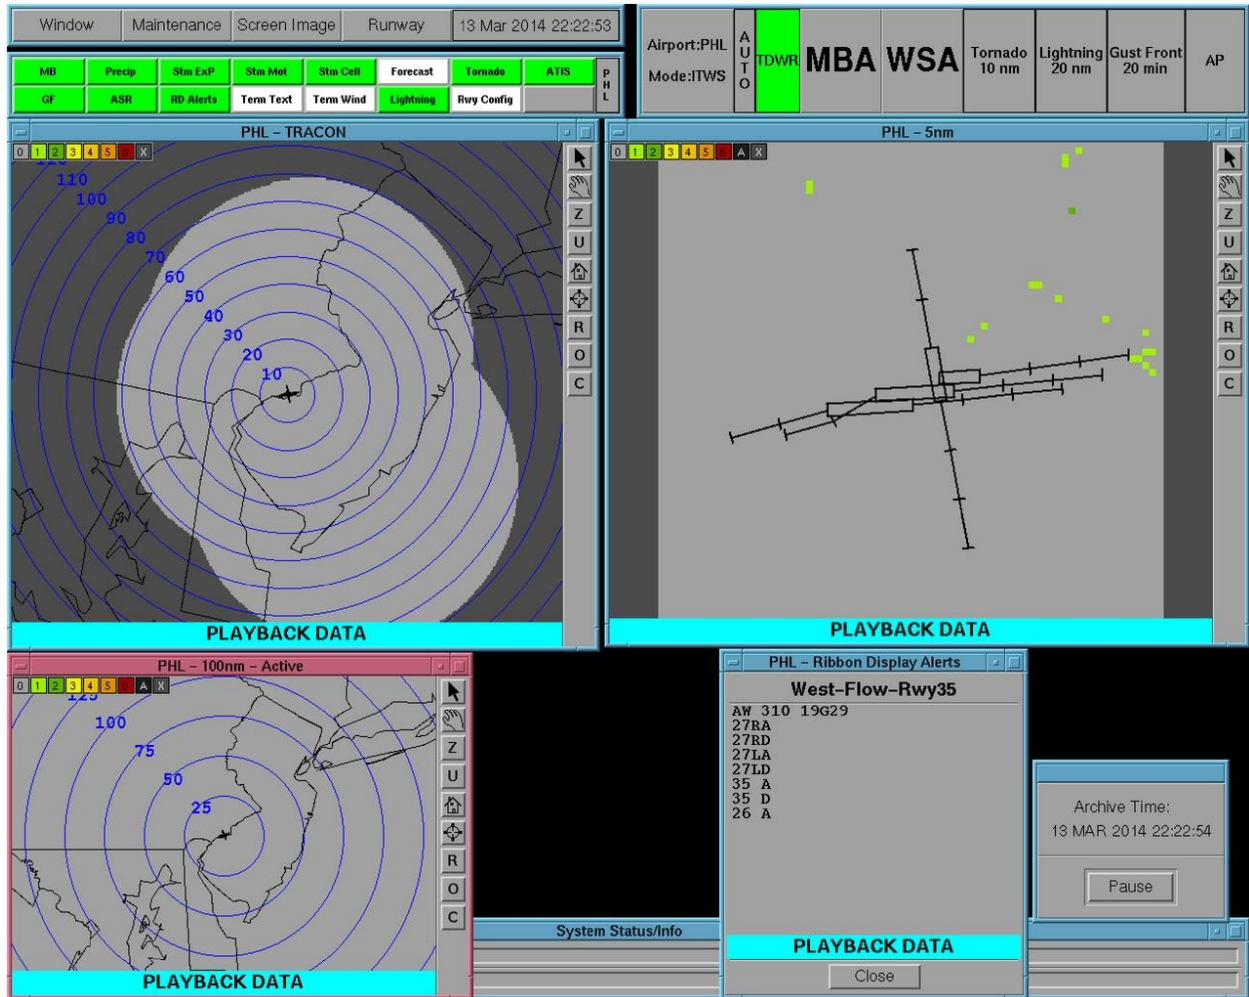 Window Maintenance Screen Image Runway 13 Mar 2014 22:22:53
MB Precip Stm ExP Stm Mot Stm Cell Forecast Tornado ATIS
GF ASR RD Alerts Term Text Term Wind Lightning Rwy Config
PHL
Airport:PHL
Mode:ITWS
AUTO
TDWR
MBA
WSA
Tornado
10 nm
Lightning
20 nm
Gust Front
20 min
AP
PHL – TRACON
0 1 2 3 4 5 6 X
120
110
100
90
80
70
60
50
40
30
20
10
Z
U
R
O
C
PLAYBACK DATA
PHL – 5nm
0 1 2 3 4 5 6 A X
Z
U
R
O
C
PLAYBACK DATA
PHL – 100nm – Active
0 1 2 3 4 5 6 A X
125
100
75
50
25
Z
U
R
O
C
PLAYBACK DATA
System Status/Info
PHL – Ribbon Display Alerts
West–Flow–Rwy35
AW 310 19G29
27RA
27RD
27LA
27LD
35 A
35 D
26 A
PLAYBACK DATA
Close
Archive Time:
13 MAR 2014 22:22:54
Pause